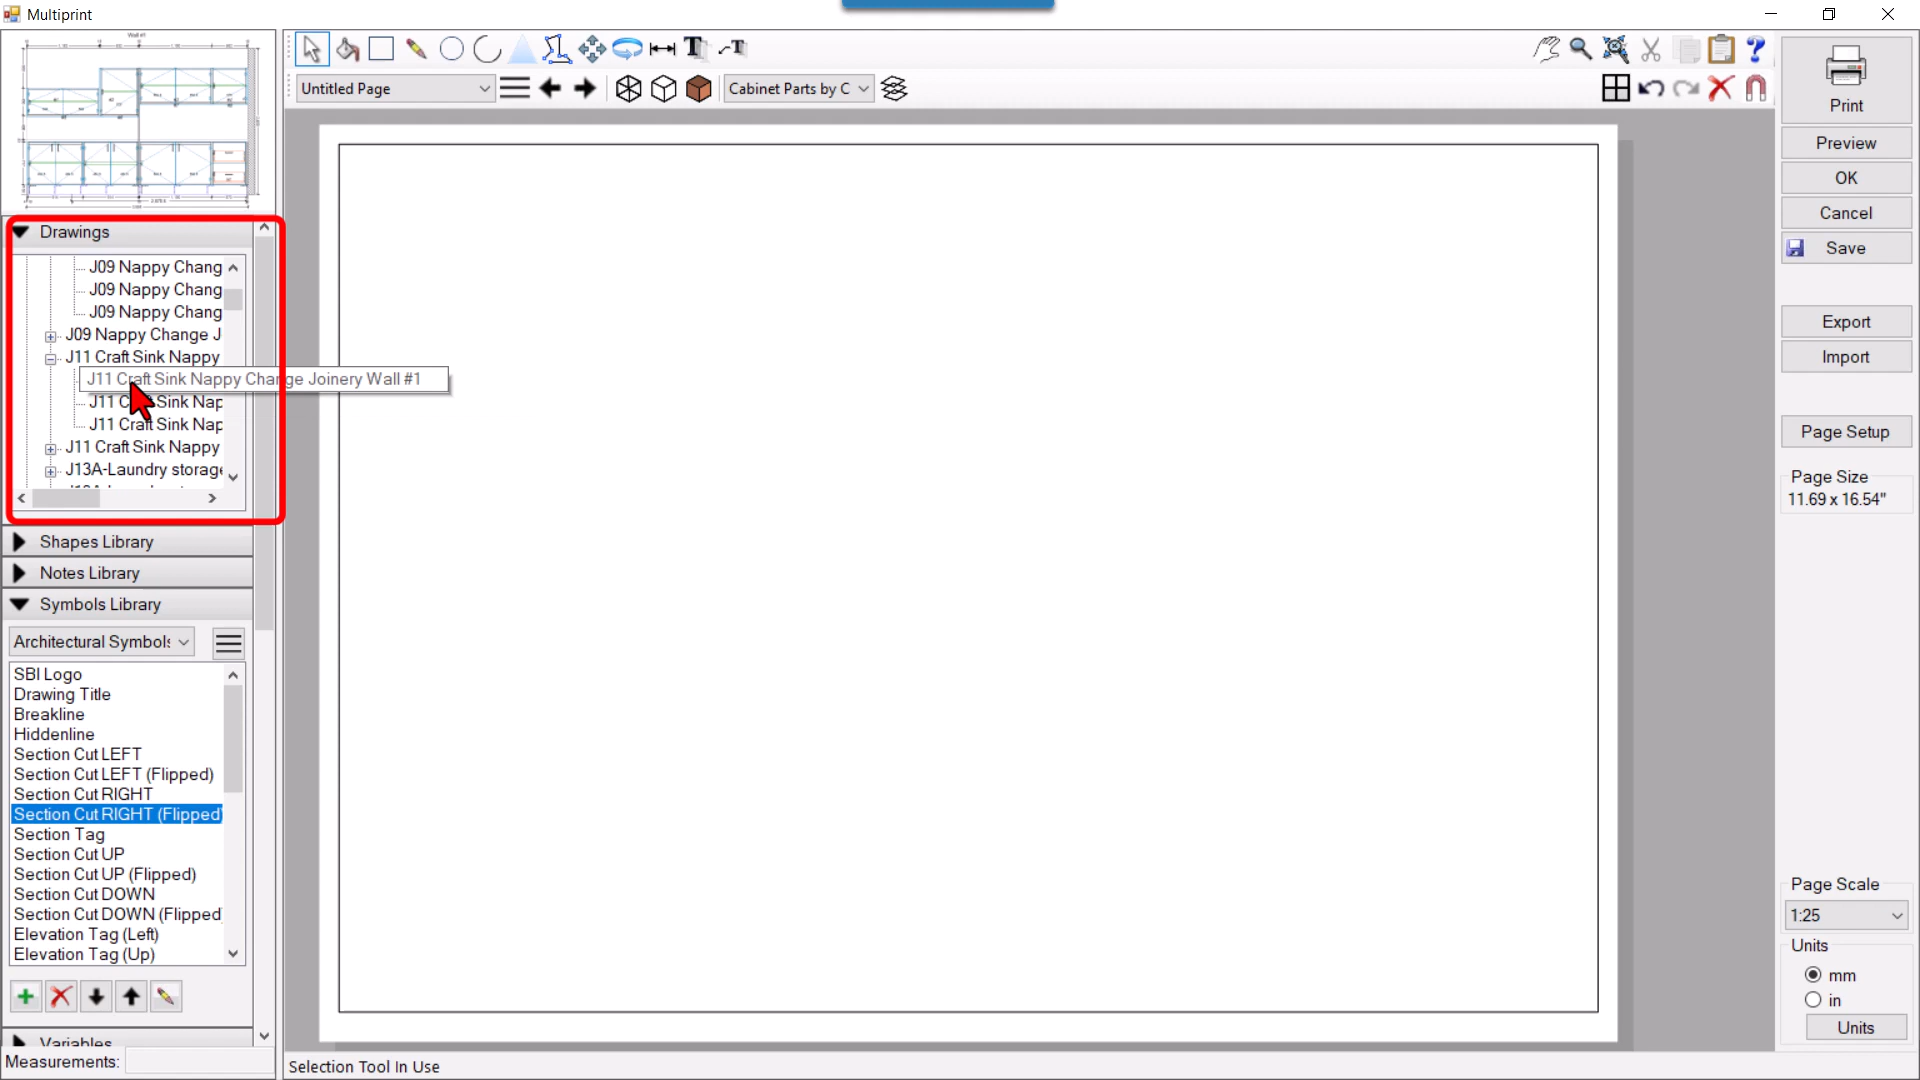 Multiprint
Wall #1
Untitled Page
Cabinet Parts by C
Print
Preview
OK
Cancel
Save
Export
Import
Page Setup
Page Size
11.69 x 16.54"
Page Scale
1:25
Units
mm
in
Units
Drawings
J09 Nappy Chang
J09 Nappy Chang
J09 Nappy Chang
J09 Nappy Change J
J11 Craft Sink Nappy
J11 Craft Sink Nappy Change Joinery Wall #1
J11 Craft Sink Nap
J11 Craft Sink Nap
J11 Craft Sink Nappy
J13A-Laundry storage
Shapes Library
Notes Library
Symbols Library
Architectural Symbols
SBI Logo
Drawing Title
Breakline
Hiddenline
Section Cut LEFT
Section Cut LEFT (Flipped)
Section Cut RIGHT
Section Cut RIGHT (Flipped)
Section Tag
Section Cut UP
Section Cut UP (Flipped)
Section Cut DOWN
Section Cut DOWN (Flipped
Elevation Tag (Left)
Elevation Tag (Up)
Variables
Measurements:
Selection Tool In Use